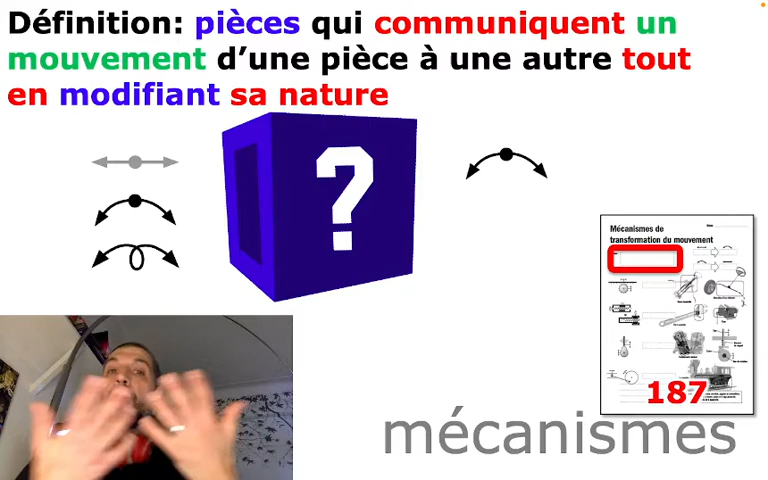 Définition: pièces qui communiquent un
mouvement d’une pièce à une autre tout
en modifiant sa nature
?
Mécanismes de
transformation du mouvement
187
mécanismes